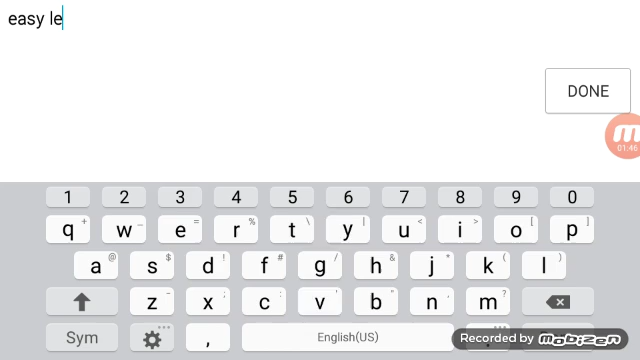 easy le
DONE
01:46
1 2 3 4 5 6 7 8 9 0
q + w _ e = r % t \ y | u < i > o [ p ]
a @ s $ d ! f # g / h & j * k ( l )
z - x ; c : v ' b " n , m ?
Sym , English(US) Recorded by MOBIZEN